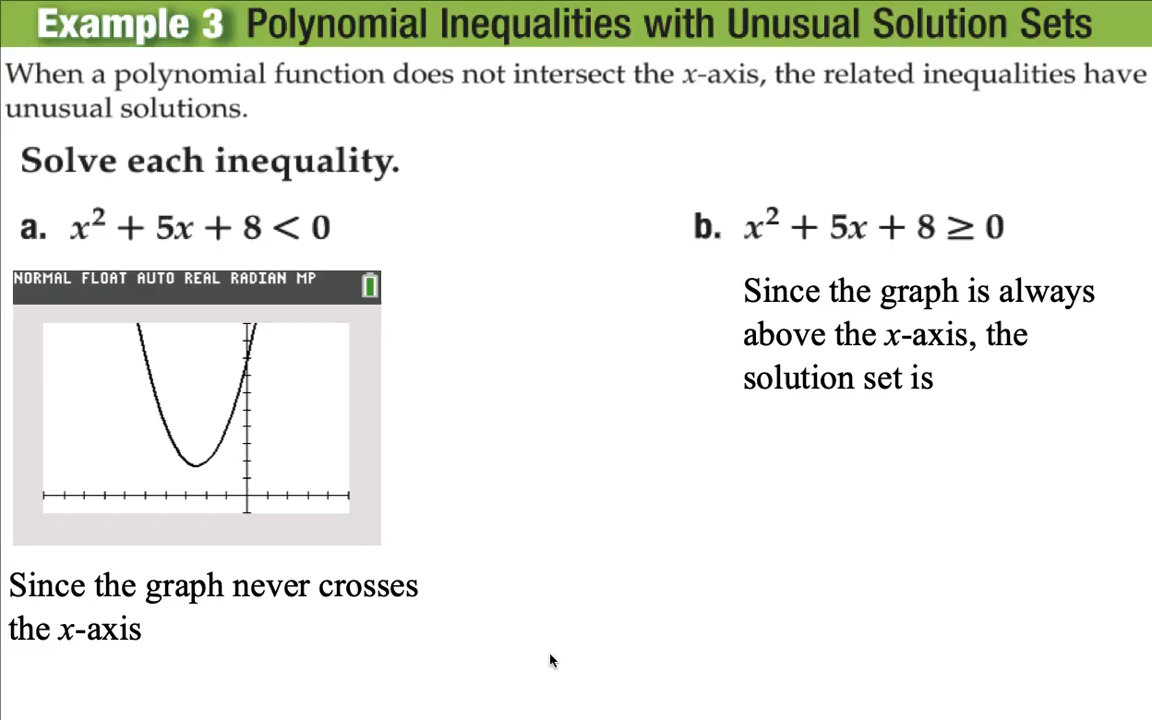 Example 3 Polynomial Inequalities with Unusual Solution Sets
When a polynomial function does not intersect the x-axis, the related inequalities have
unusual solutions.
Solve each inequality.
a. x² + 5x + 8 < 0
b. x² + 5x + 8 ≥ 0
NORMAL FLOAT AUTO REAL RADIAN MP
Since the graph is always
above the x-axis, the
solution set is
Since the graph never crosses
the x-axis